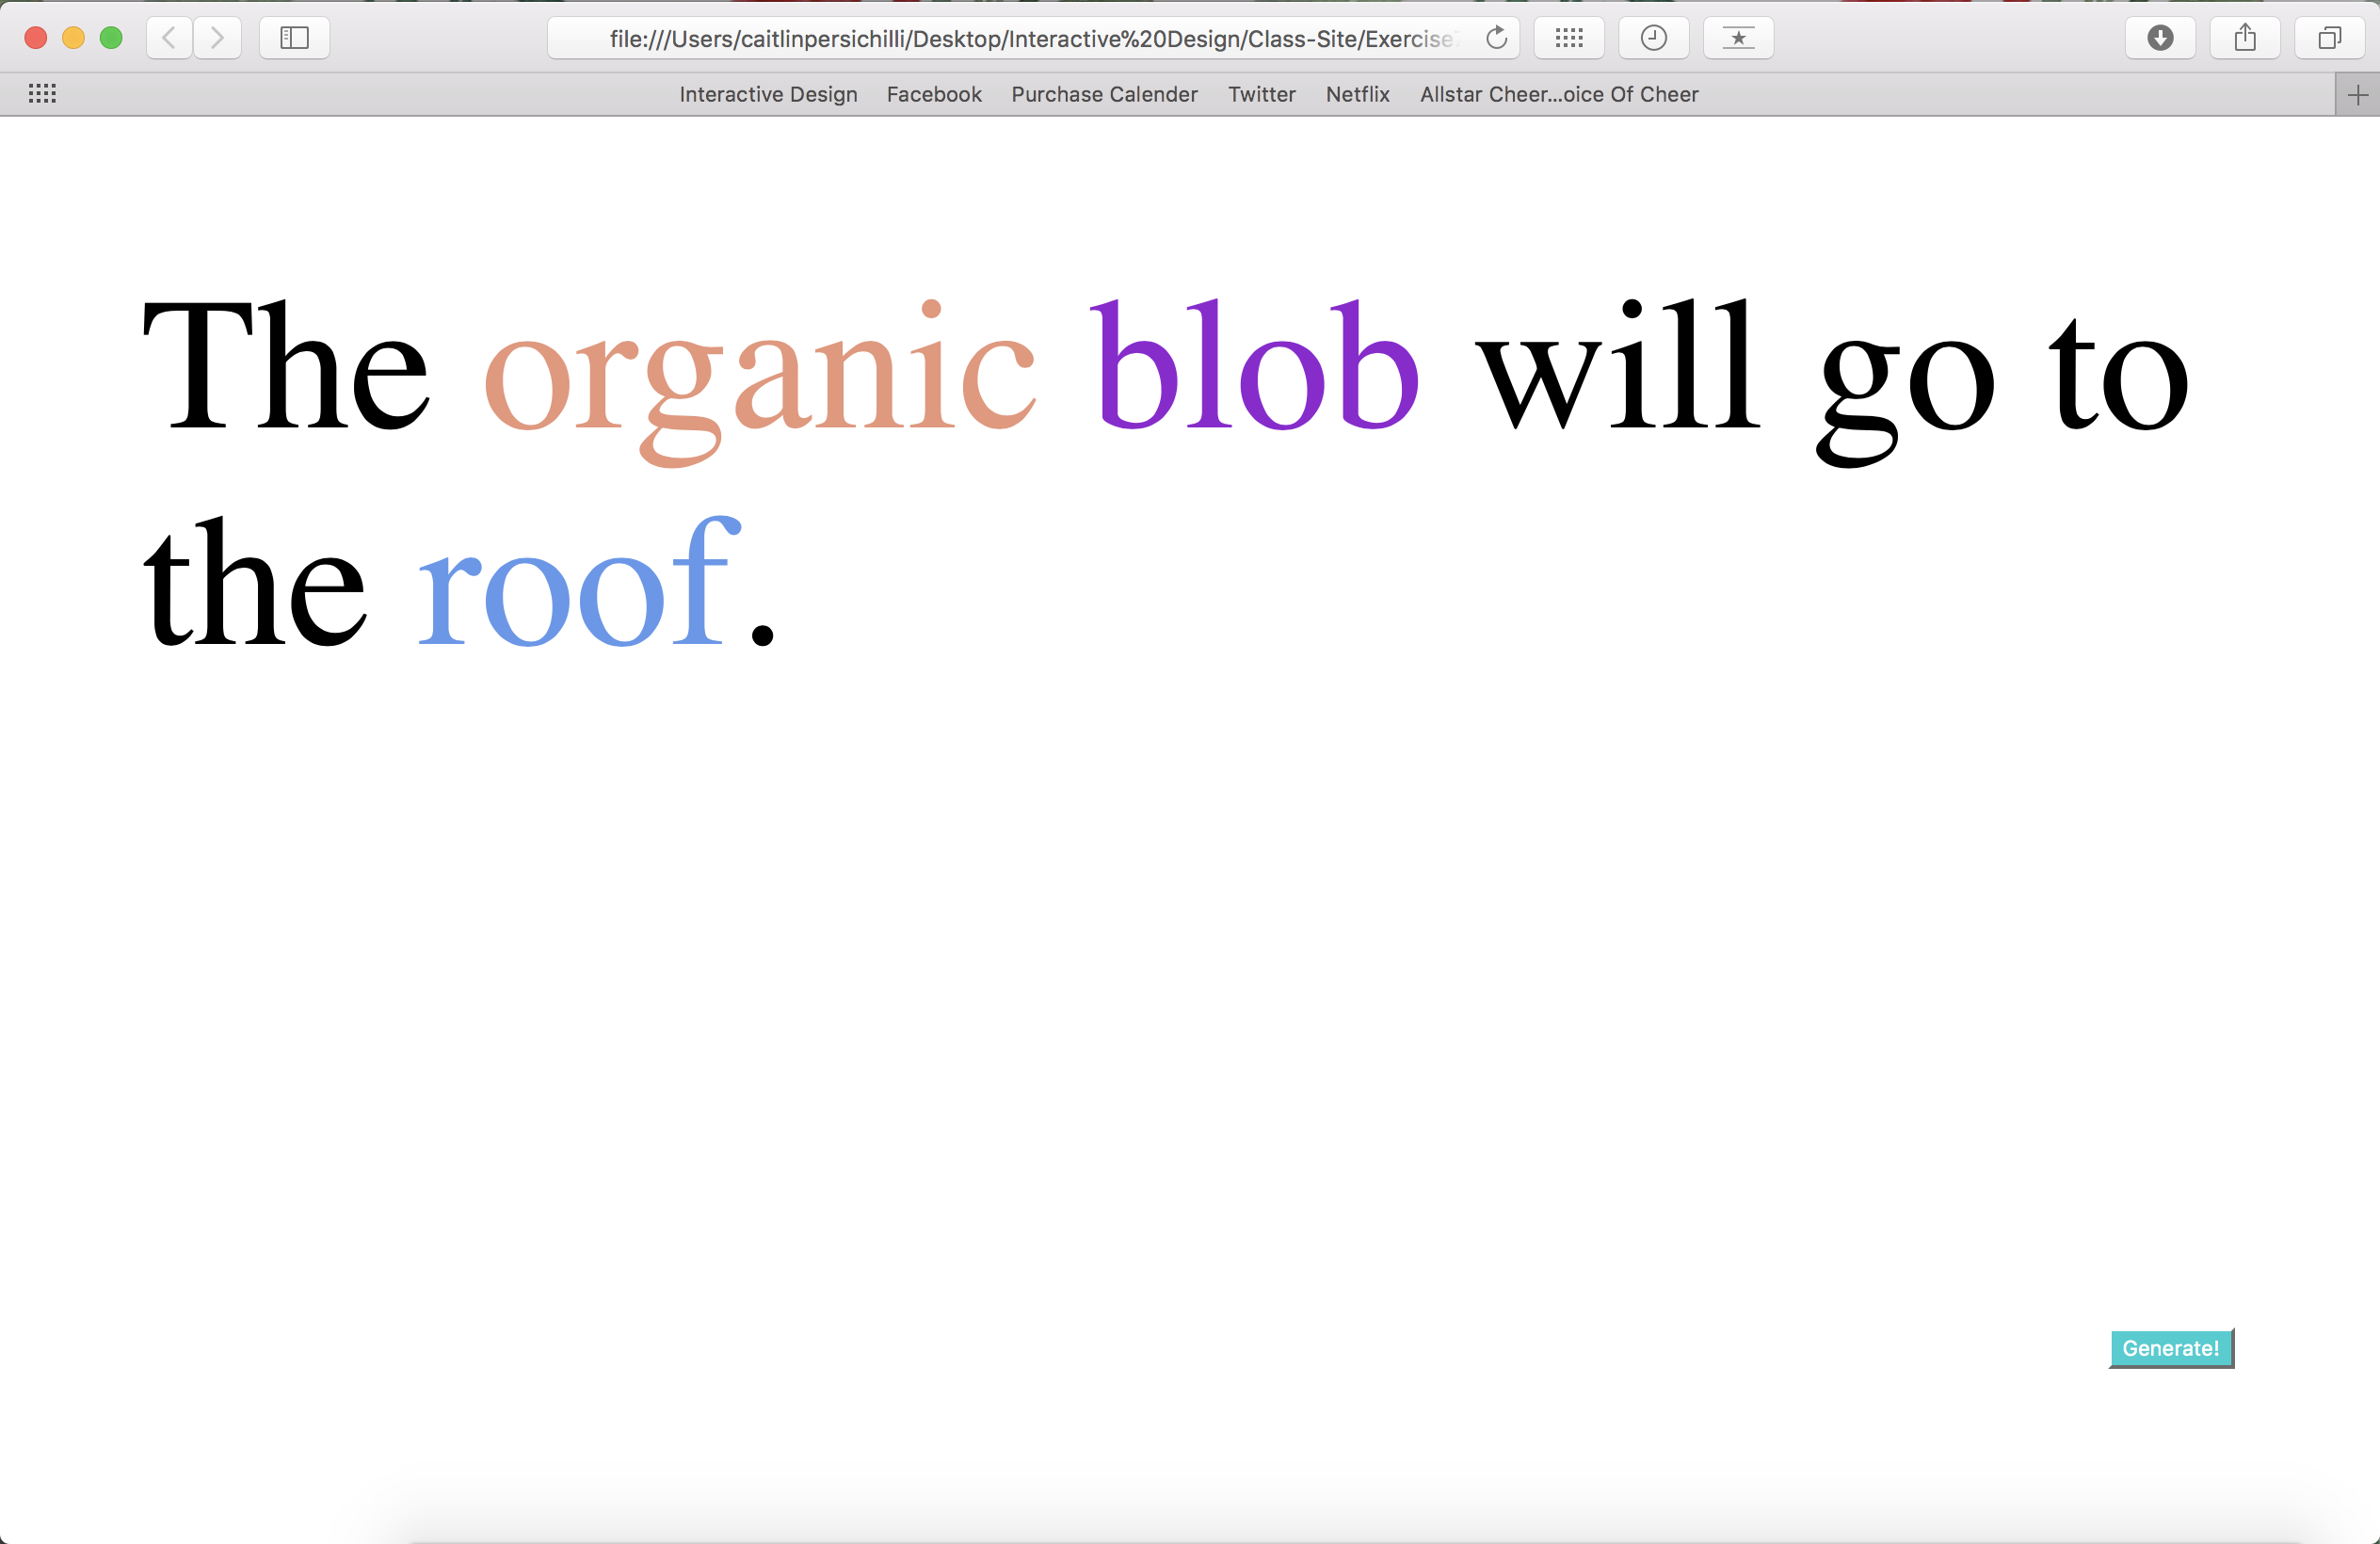 file:///Users/caitlinpersichilli/Desktop/Interactive%20Design/Class-Site/Exercise
Interactive Design Facebook Purchase Calender Twitter Netflix Allstar Cheer...oice Of Cheer
The organic blob will go to
the roof.
Generate!